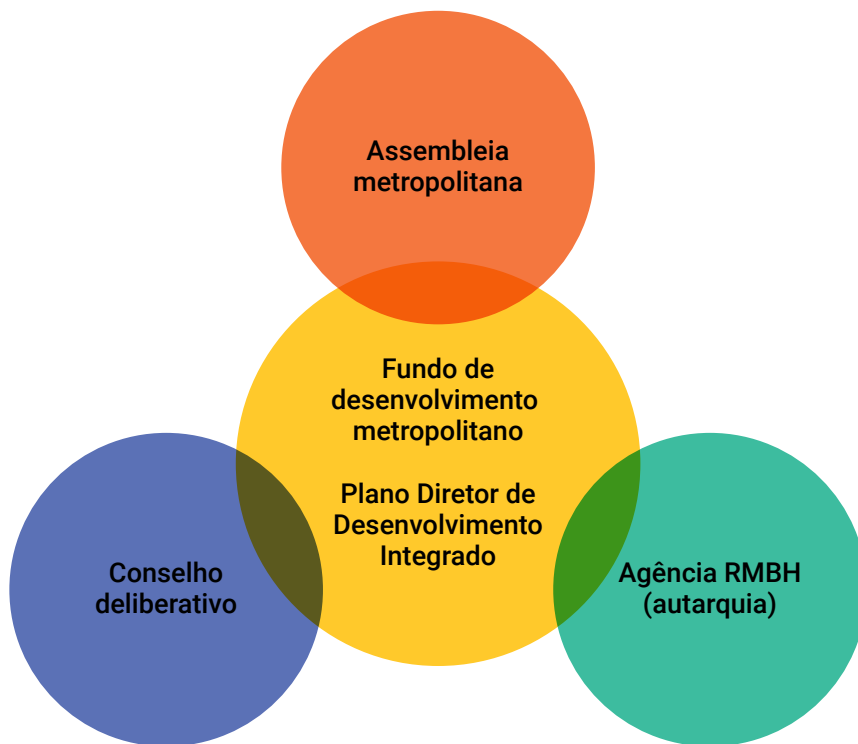 Assembleia
metropolitana
Fundo de
desenvolvimento
metropolitano
Plano Diretor de
Desenvolvimento
Integrado
Conselho
deliberativo
Agência RMBH
(autarquia)